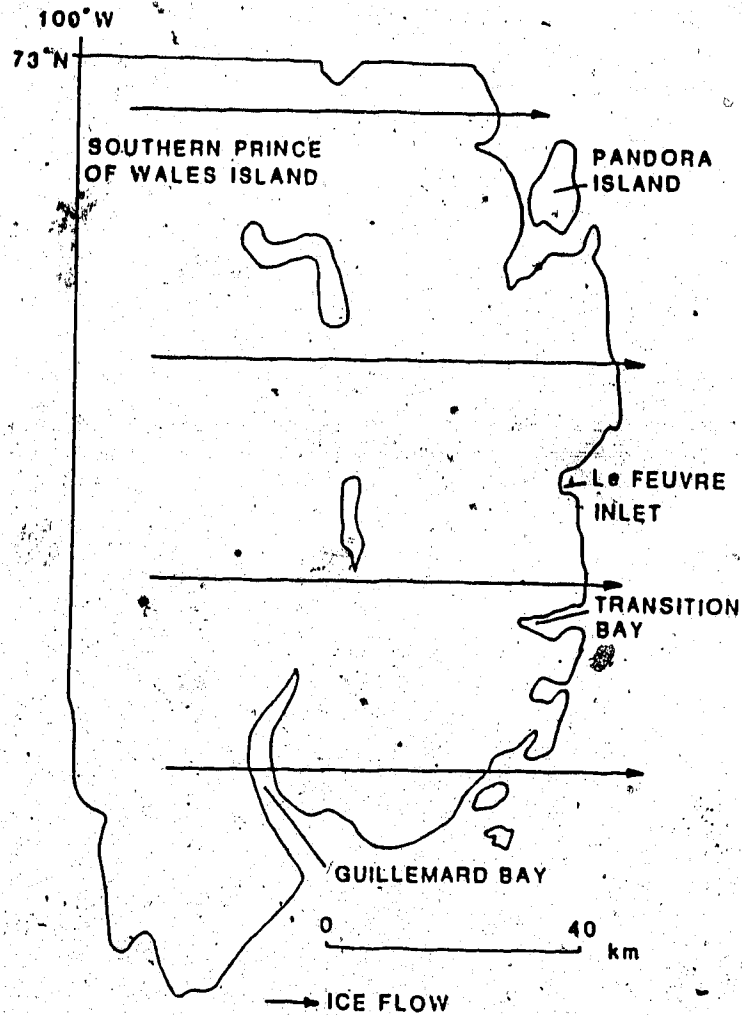 100°W
73°N
SOUTHERN PRINCE
OF WALES ISLAND
PANDORA
ISLAND
Le FEUVRE
INLET
TRANSITION
BAY
GUILLEMARD BAY
0 40
km
ICE FLOW